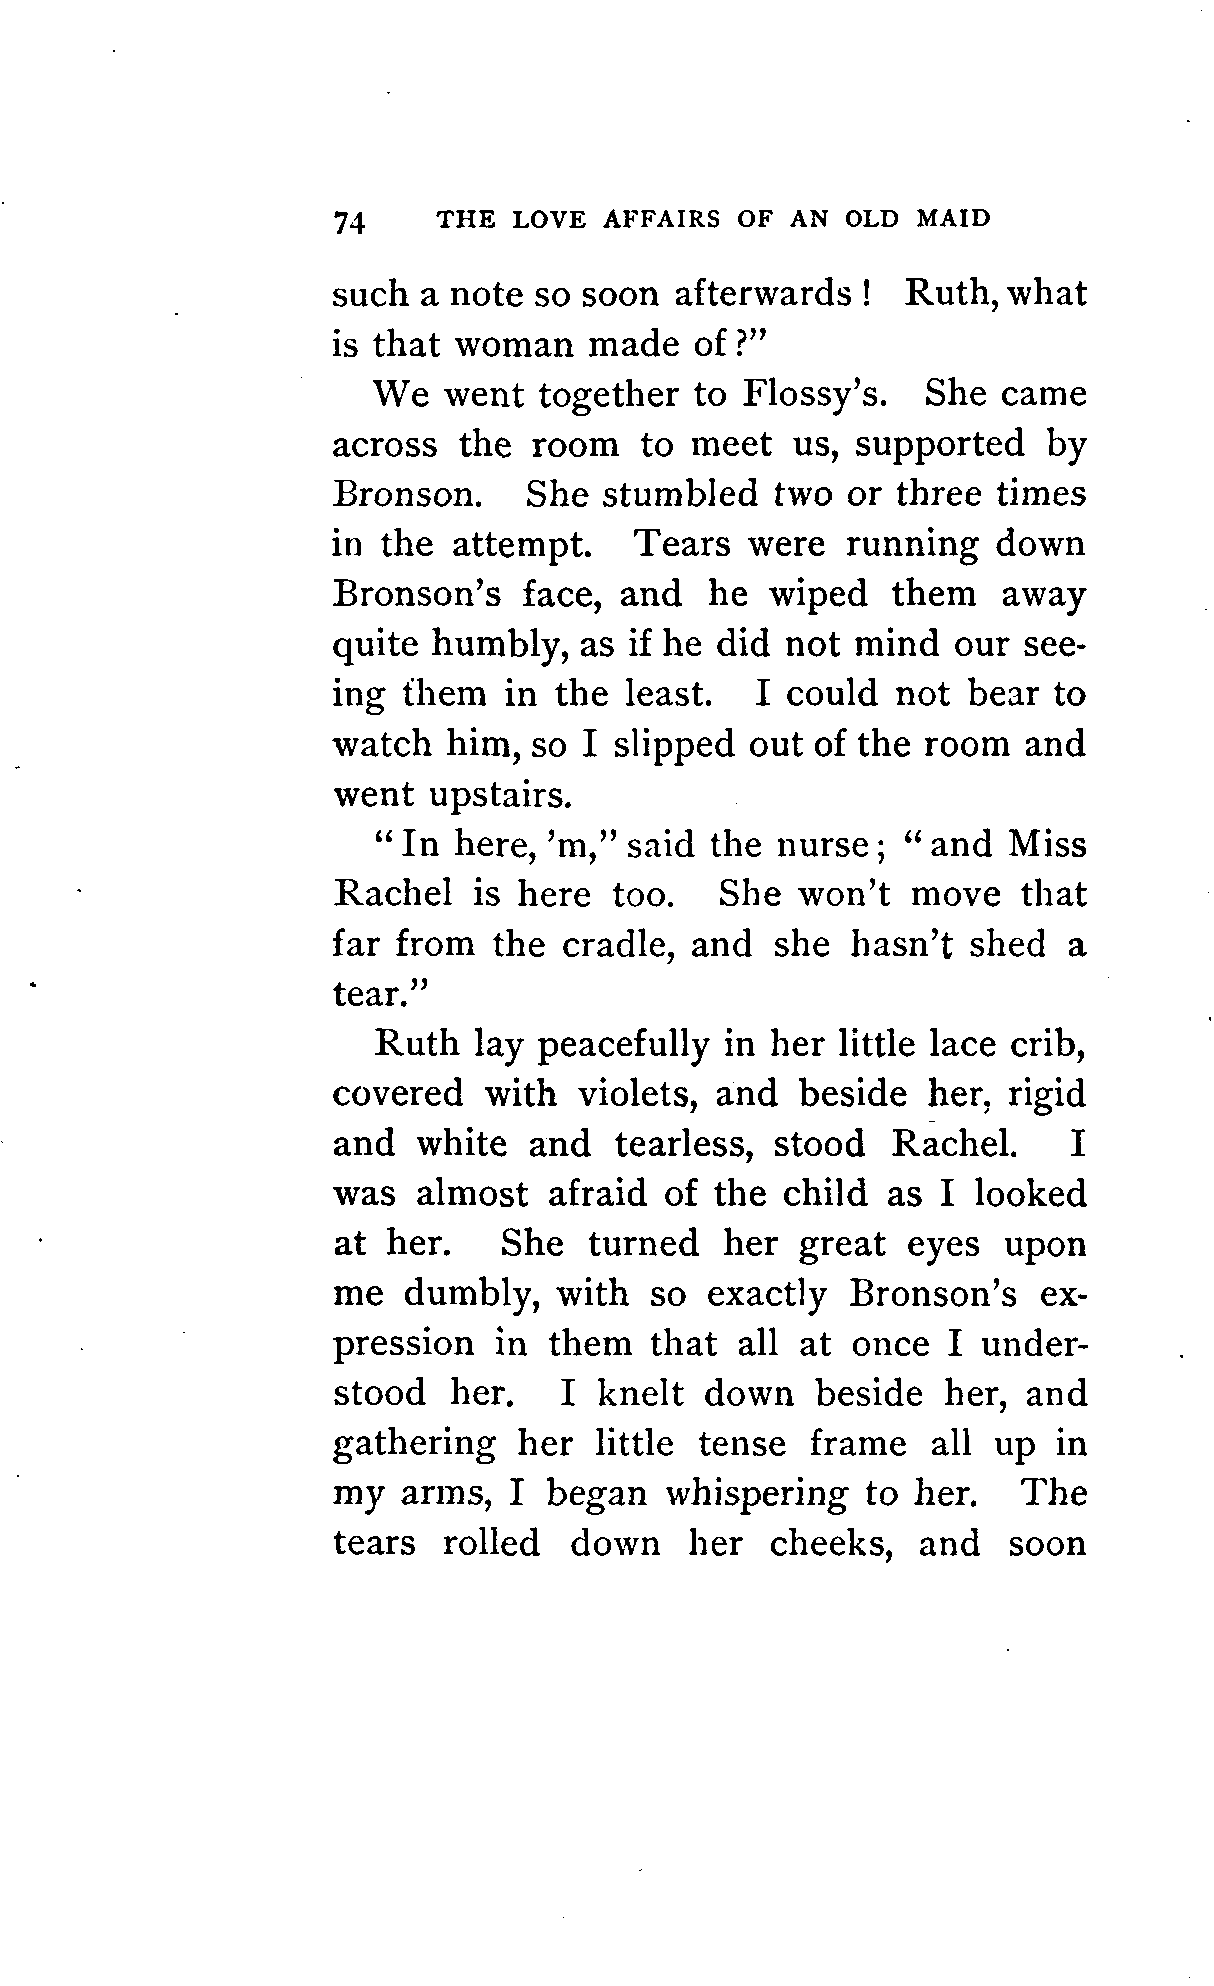 74 THE LOVE AFFAIRS OF AN OLD MAID
such a note so soon afterwards! Ruth, what
is that woman made of?"
We went together to Flossy's. She came
across the room to meet us, supported by
Bronson. She stumbled two or three times
in the attempt. Tears were running down
Bronson's face, and he wiped them away
quite humbly, as if he did not mind our see-
ing them in the least. I could not bear to
watch him, so I slipped out of the room and
went upstairs.
"In here, 'm," said the nurse; "and Miss
Rachel is here too. She won't move that
far from the cradle, and she hasn't shed a
tear."
Ruth lay peacefully in her little lace crib,
covered with violets, and beside her, rigid
and white and tearless, stood Rachel. I
was almost afraid of the child as I looked
at her. She turned her great eyes upon
me dumbly, with so exactly Bronson's ex-
pression in them that all at once I under-
stood her. I knelt down beside her, and
gathering her little tense frame all up in
my arms, I began whispering to her. The
tears rolled down her cheeks, and soon